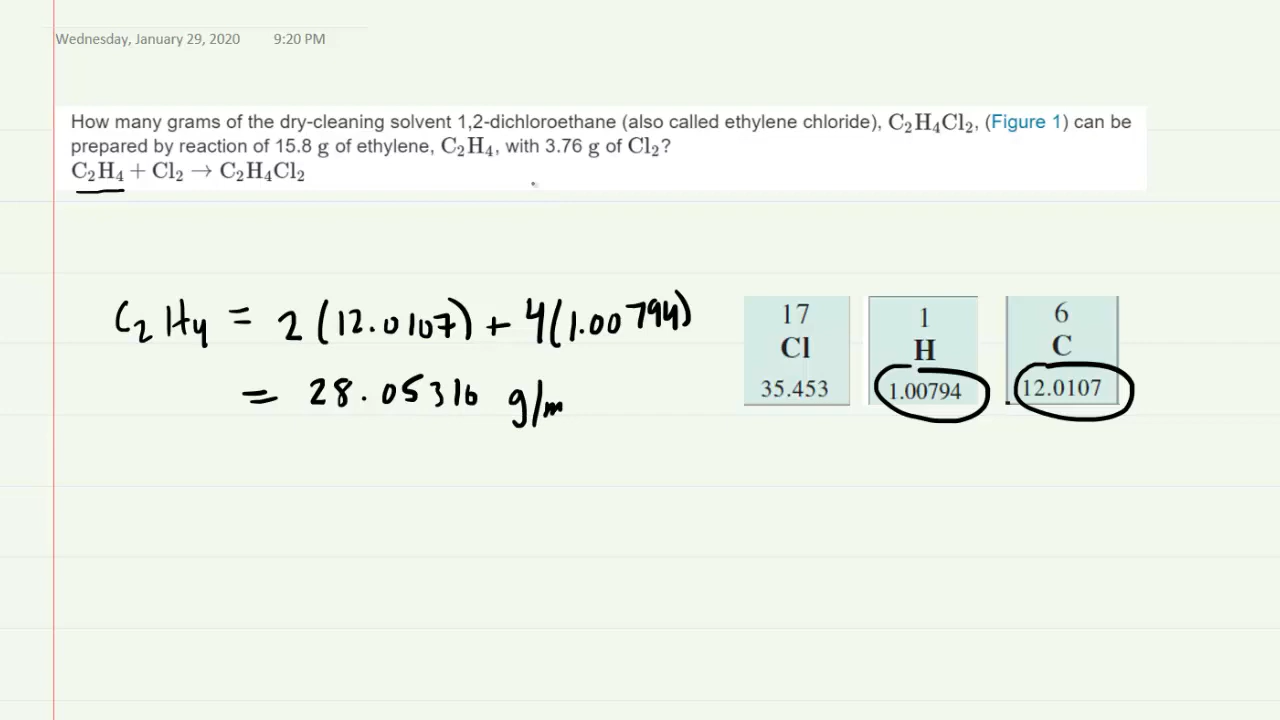 Wednesday, January 29, 2020 9:20 PM
How many grams of the dry-cleaning solvent 1,2-dichloroethane (also called ethylene chloride), C₂H₄Cl₂, (Figure 1) can be
prepared by reaction of 15.8 g of ethylene, C₂H₄, with 3.76 g of Cl₂?
C₂H₄ + Cl₂ → C₂H₄Cl₂
C₂H₄ = 2(12.0107) + 4(1.00794)
= 28.05316 g/m
17
Cl
35.453
1
H
1.00794
6
C
12.0107